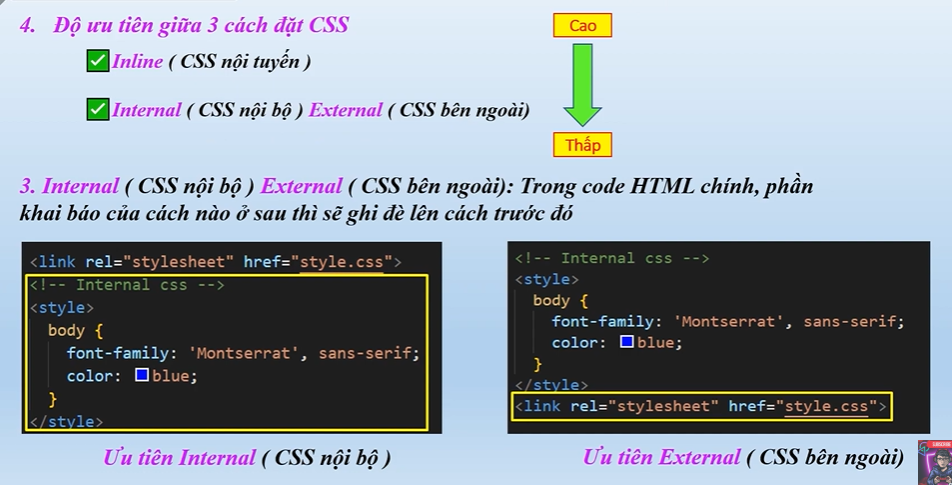 4. Độ ưu tiên giữa 3 cách đặt CSS
Cao
Inline ( CSS nội tuyến )
Internal ( CSS nội bộ ) External ( CSS bên ngoài)
Thấp
3. Internal ( CSS nội bộ ) External ( CSS bên ngoài): Trong code HTML chính, phần
khai báo của cách nào ở sau thì sẽ ghi đè lên cách trước đó
<link rel="stylesheet" href="style.css">
<!-- Internal css -->
<style>
body {
font-family: 'Montserrat', sans-serif;
color: blue;
}
</style>
Ưu tiên Internal ( CSS nội bộ )
<!-- Internal css -->
<style>
body {
font-family: 'Montserrat', sans-serif;
color: blue;
}
</style>
<link rel="stylesheet" href="style.css">
Ưu tiên External ( CSS bên ngoài)